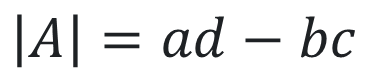 |A| = ad − bc